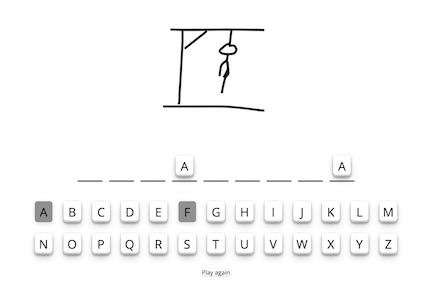 A A
A B C D E F G H I J K L M
N O P Q R S T U V W X Y Z
Play again